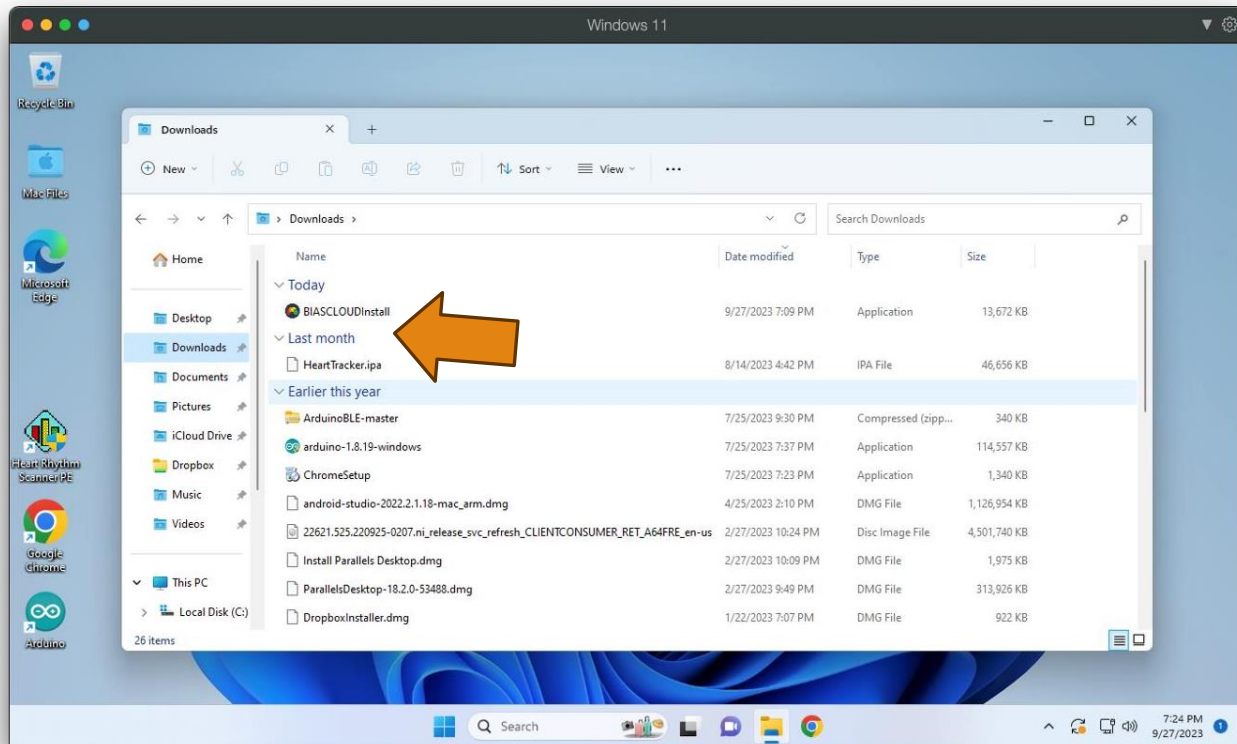 Windows 11
Recycle Bin
Mac Files
Microsoft
Edge
Heart Rhythm
Scanner PE
Google
Chrome
Arduino
Downloads
New
Sort
View
Downloads
Search Downloads
Home
Desktop
Downloads
Documents
Pictures
iCloud Drive
Dropbox
Music
Videos
This PC
Local Disk (C:)
Name Date modified Type Size
Today
BIASCLOUDInstall 9/27/2023 7:09 PM Application 13,672 KB
Last month
HeartTracker.ipa 8/14/2023 4:42 PM IPA File 46,656 KB
Earlier this year
ArduinoBLE-master 7/25/2023 9:30 PM Compressed (zipp... 340 KB
arduino-1.8.19-windows 7/25/2023 7:37 PM Application 114,557 KB
ChromeSetup 7/25/2023 7:23 PM Application 1,340 KB
android-studio-2022.2.1.18-mac_arm.dmg 4/25/2023 2:10 PM DMG File 1,126,954 KB
22621.525.220925-0207.ni_release_svc_refresh_CLIENTCONSUMER_RET_A64FRE_en-us 2/27/2023 10:24 PM Disc Image File 4,501,740 KB
Install Parallels Desktop.dmg 2/27/2023 10:09 PM DMG File 1,975 KB
ParallelsDesktop-18.2.0-53488.dmg 2/27/2023 9:49 PM DMG File 313,926 KB
DropboxInstaller.dmg 1/22/2023 7:07 PM DMG File 922 KB
26 items
Search
7:24 PM
9/27/2023
1